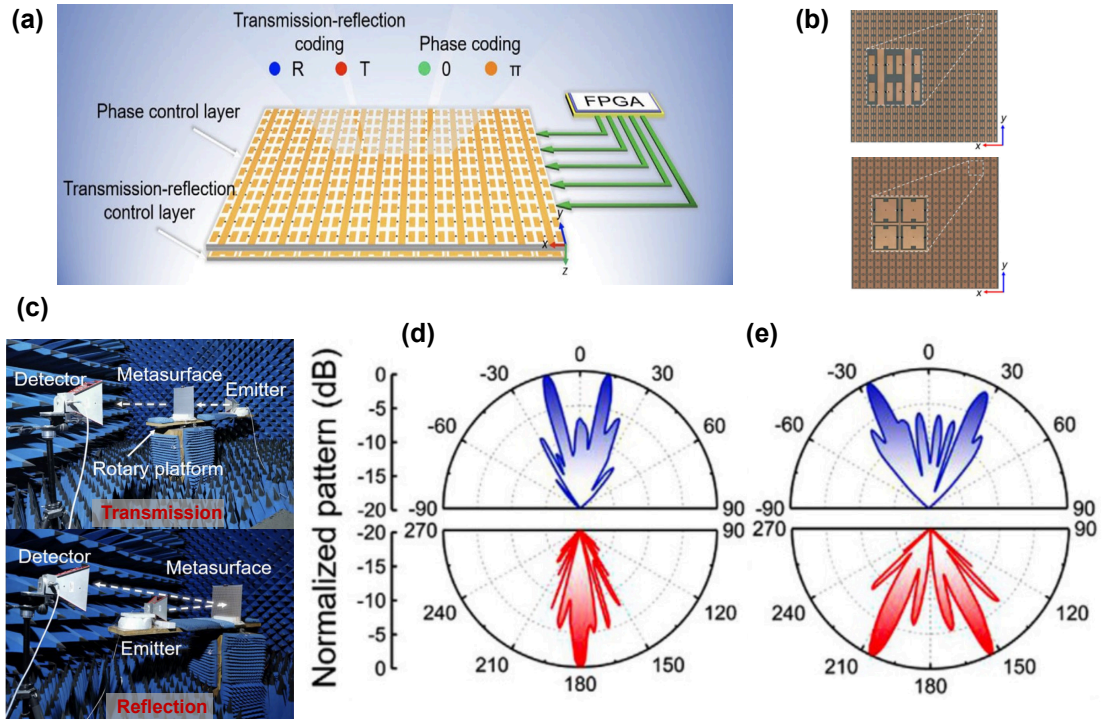 (a)
Transmission-reflection
coding
R
T
Phase coding
0
π
FPGA
Phase control layer
Transmission-reflection
control layer
y
x
z
(b)
y
x
y
x
(c)
Detector
Metasurface
Emitter
Rotary platform
Transmission
Detector
Metasurface
Emitter
Reflection
(d)
Normalized pattern (dB)
0
-5
-10
-15
-20
-20
-15
-10
-5
0
0
-30
30
-60
60
-90
90
270
90
240
120
210
150
180
(e)
0
-30
30
-60
60
-90
90
270
90
240
120
210
150
180